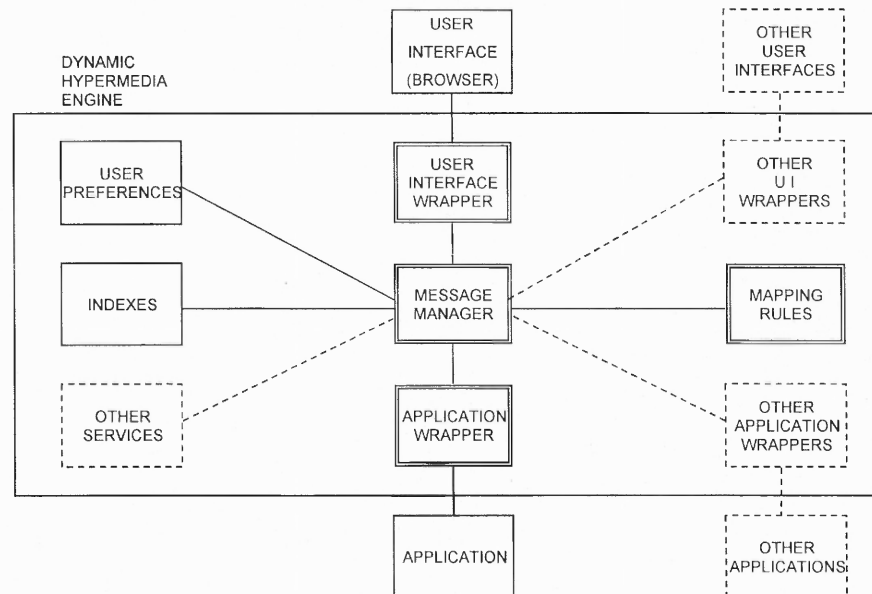 USER
INTERFACE
(BROWSER)
OTHER
USER
INTERFACES
DYNAMIC
HYPERMEDIA
ENGINE
USER
PREFERENCES
USER
INTERFACE
WRAPPER
OTHER
U I
WRAPPERS
INDEXES
MESSAGE
MANAGER
MAPPING
RULES
OTHER
SERVICES
APPLICATION
WRAPPER
OTHER
APPLICATION
WRAPPERS
APPLICATION
OTHER
APPLICATIONS